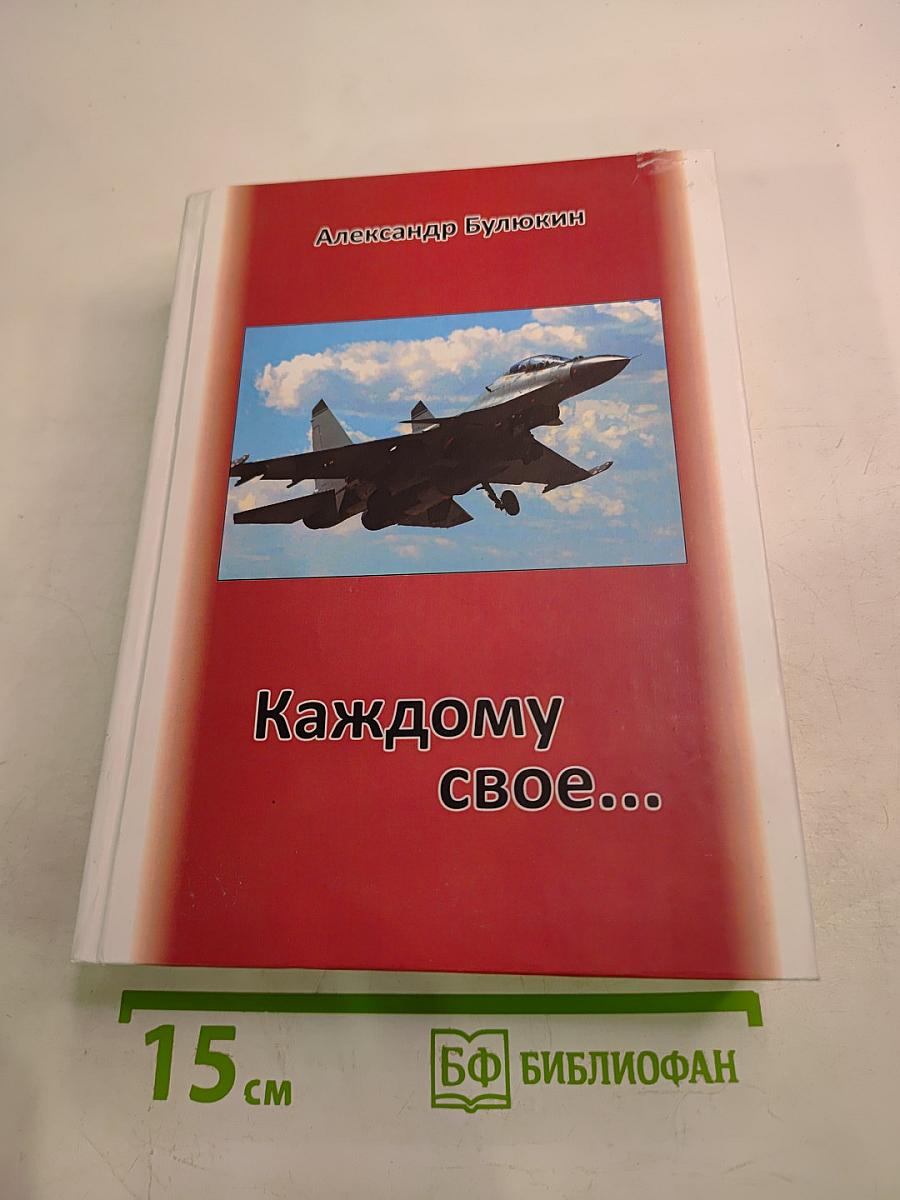 Александр Булюкин
Каждому
свое...
15 см
БФ БИБЛИОФАН